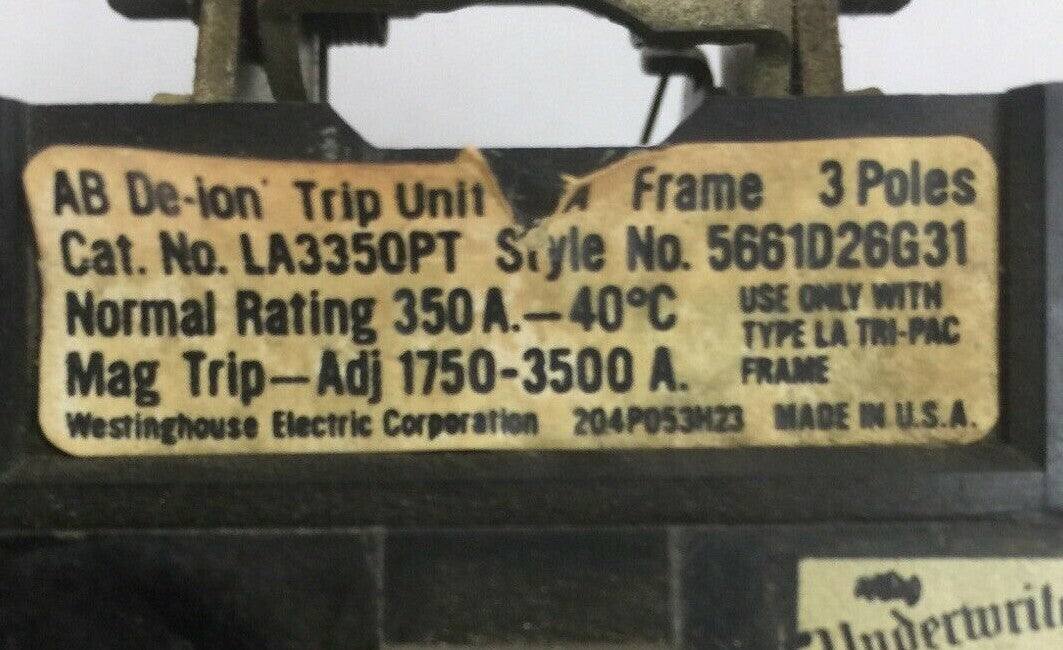 AB De-ion Trip Unit Frame 3 Poles
Cat. No. LA3350PT Style No. 5661D26G31
Normal Rating 350 A.—40°C
Mag Trip—Adj 1750-3500 A.
USE ONLY WITH
TYPE LA TRI-PAC
FRAME
Westinghouse Electric Corporation 204P053H23 MADE IN U.S.A.